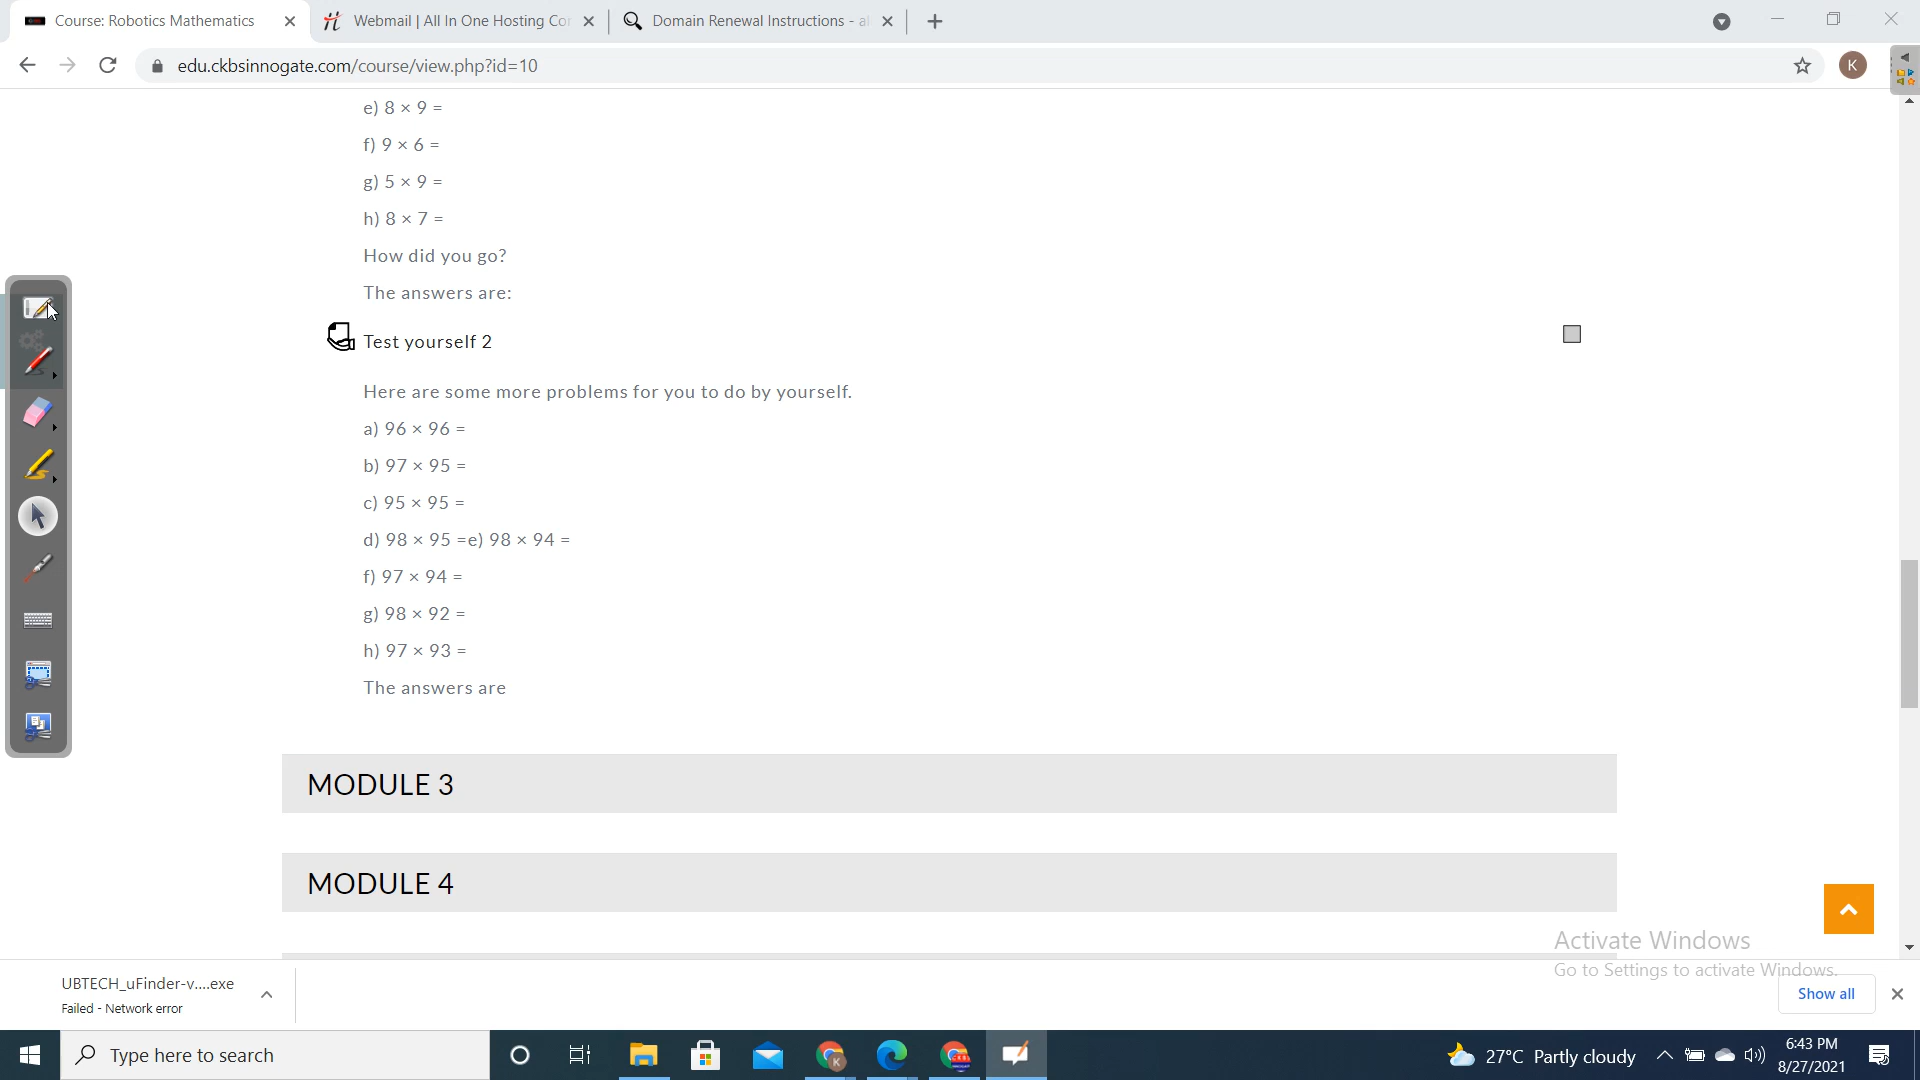 Course: Robotics Mathematics
Webmail | All In One Hosting Co
Domain Renewal Instructions - a
edu.ckbsinnogate.com/course/view.php?id=10
K
e) 8 × 9 =
f) 9 × 6 =
g) 5 × 9 =
h) 8 × 7 =
How did you go?
The answers are:
Test yourself 2
Here are some more problems for you to do by yourself.
a) 96 × 96 =
b) 97 × 95 =
c) 95 × 95 =
d) 98 × 95 =e) 98 × 94 =
f) 97 × 94 =
g) 98 × 92 =
h) 97 × 93 =
The answers are
MODULE 3
MODULE 4
Activate Windows
Go to Settings to activate Windows.
UBTECH_uFinder-v....exe
Failed - Network error
Show all
Type here to search
K
27°C Partly cloudy
6:43 PM
8/27/2021